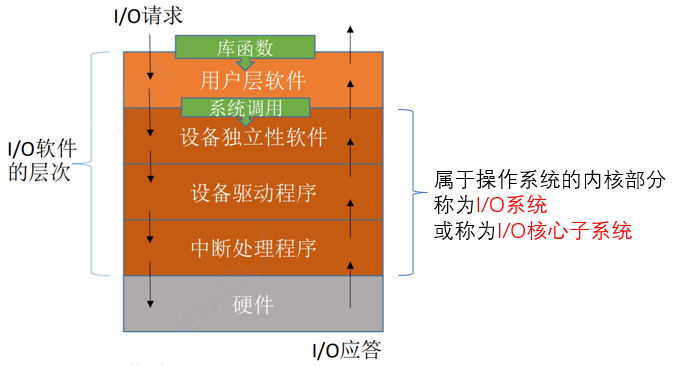 I/O请求
库函数
用户层软件
系统调用
I/O软件
的层次
设备独立性软件
设备驱动程序
中断处理程序
硬件
属于操作系统的内核部分
称为I/O系统
或称为I/O核心子系统
I/O应答